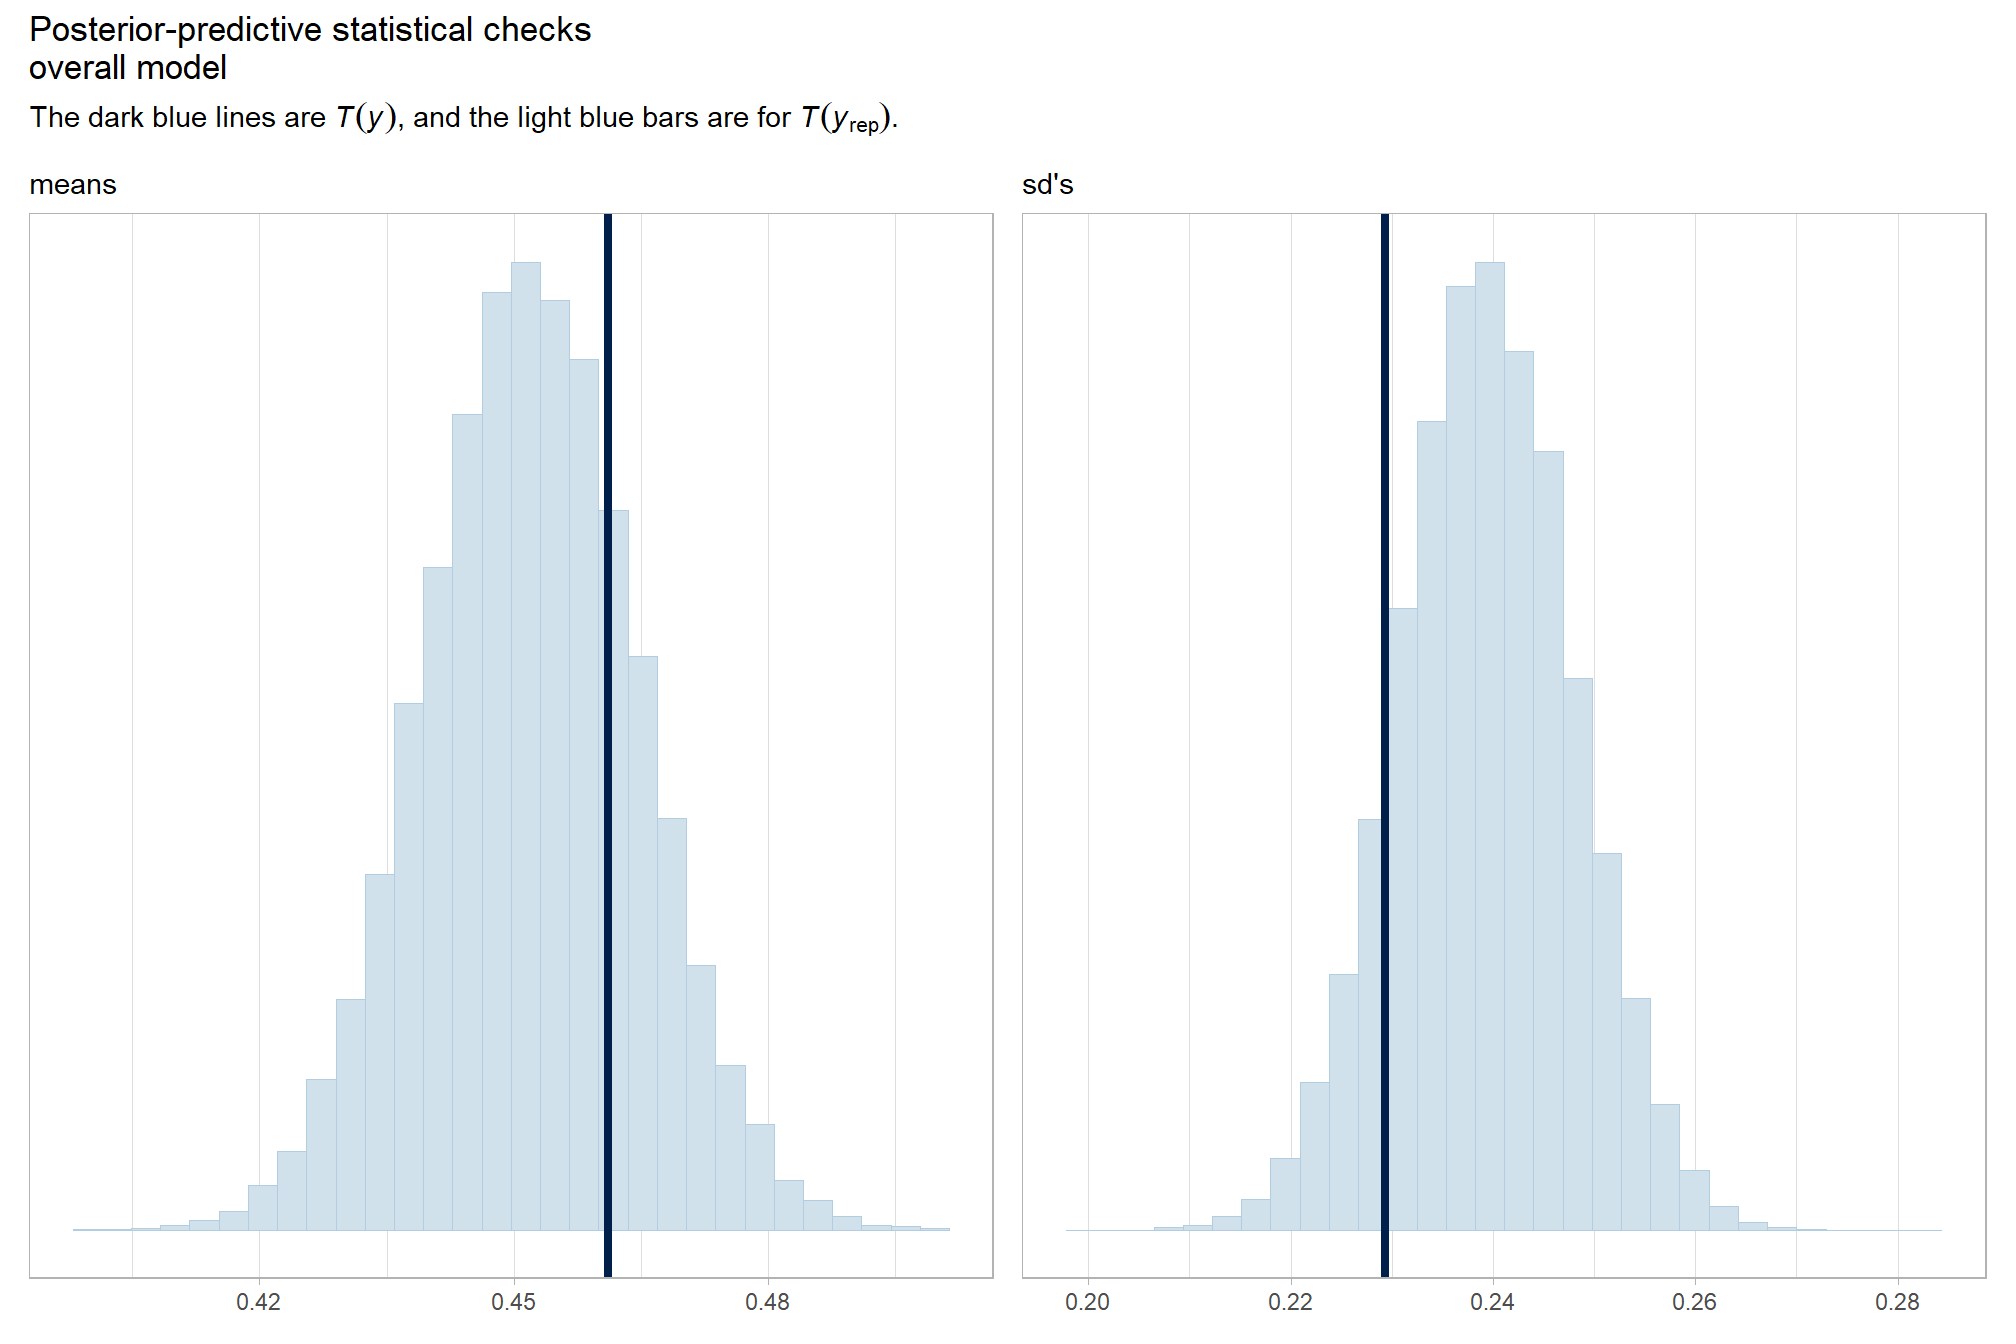 Posterior-predictive statistical checks
overall model
The dark blue lines are T(y), and the light blue bars are for T(yrep).
means
sd's
0.42 0.45 0.48
0.20 0.22 0.24 0.26 0.28